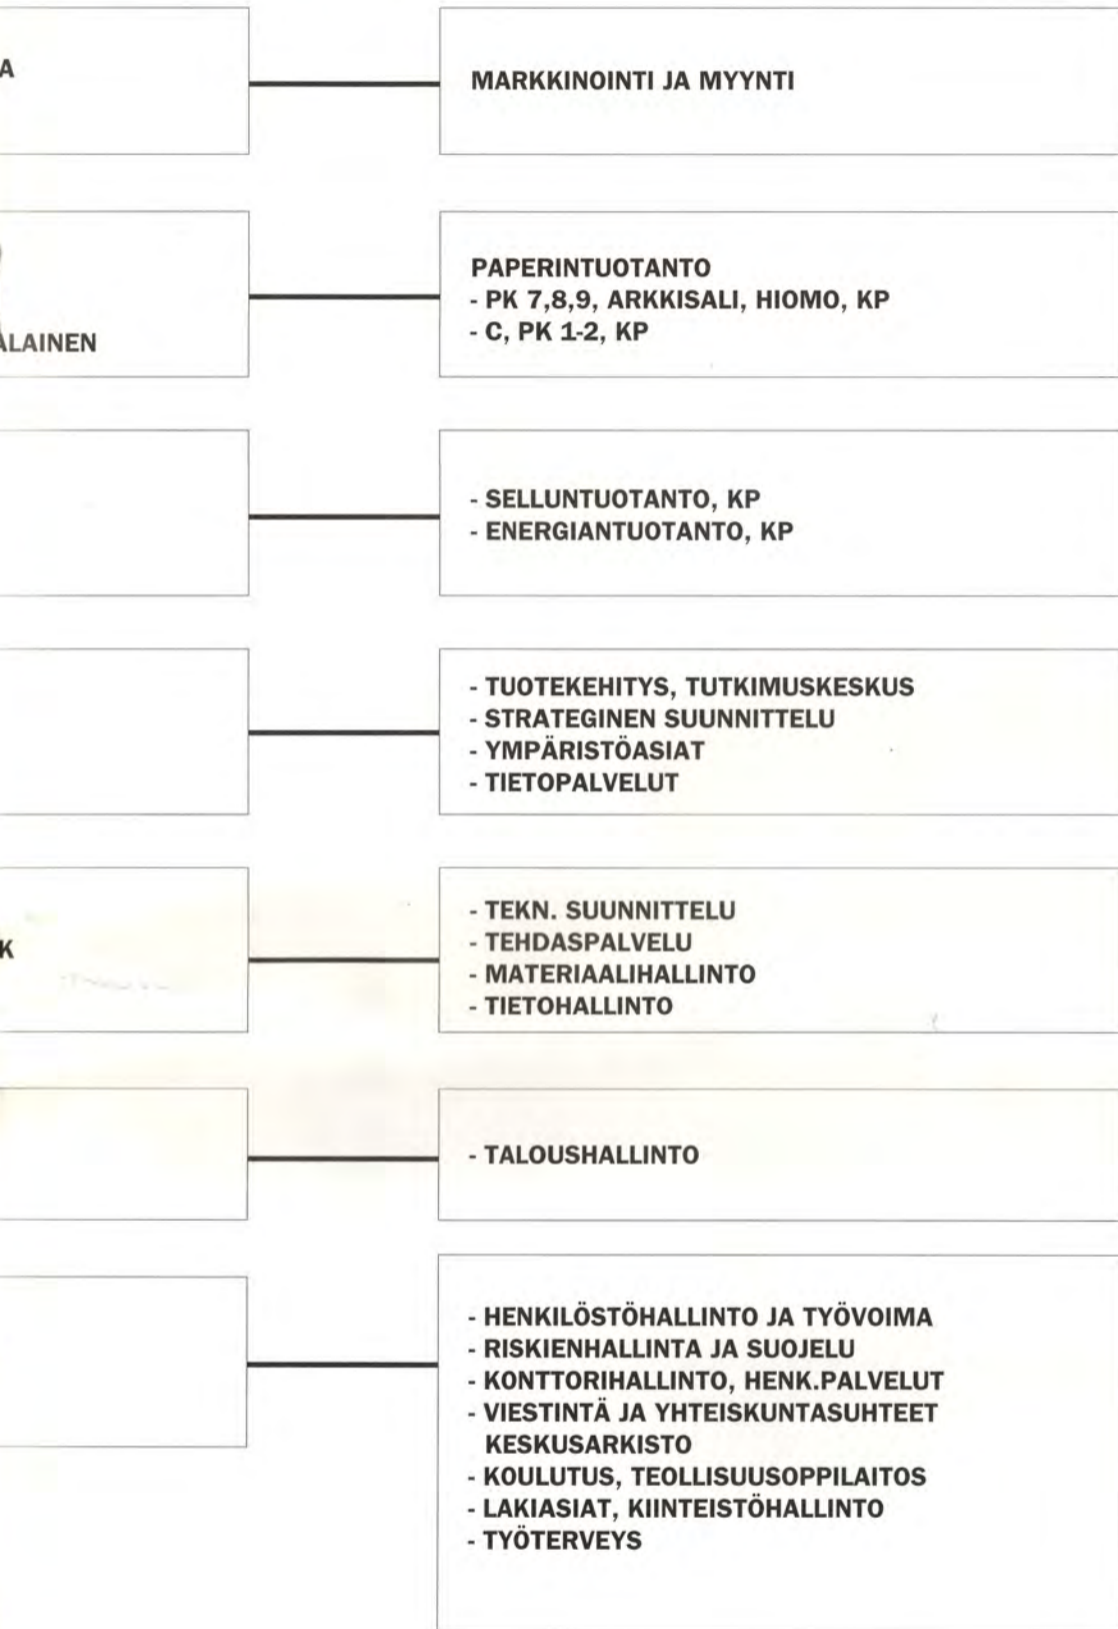 MARKKINOINTI JA MYYNTI
PAPERINTUOTANTO
- PK 7,8,9, ARKKISALI, HIOMO, KP
- C, PK 1-2, KP
- SELLUNTUOTANTO, KP
- ENERGIANTUOTANTO, KP
- TUOTEKEHITYS, TUTKIMUSKESKUS
- STRATEGINEN SUUNNITTELU
- YMPÄRISTÖASIAT
- TIETOPALVELUT
- TEKN. SUUNNITTELU
- TEHDASPALVELU
- MATERIAALIHALLINTO
- TIETOHALLINTO
- TALOUSHALLINTO
- HENKILÖSTÖHALLINTO JA TYÖVOIMA
- RISKIENHALLINTA JA SUOJELU
- KONTTORIHALLINTO, HENK.PALVELUT
- VIESTINTÄ JA YHTEISKUNTASUHTEET
KESKUSARKISTO
- KOULUTUS, TEOLLISUUSOPPILAITOS
- LAKIASIAT, KIINTEISTÖHALLINTO
- TYÖTERVEYS